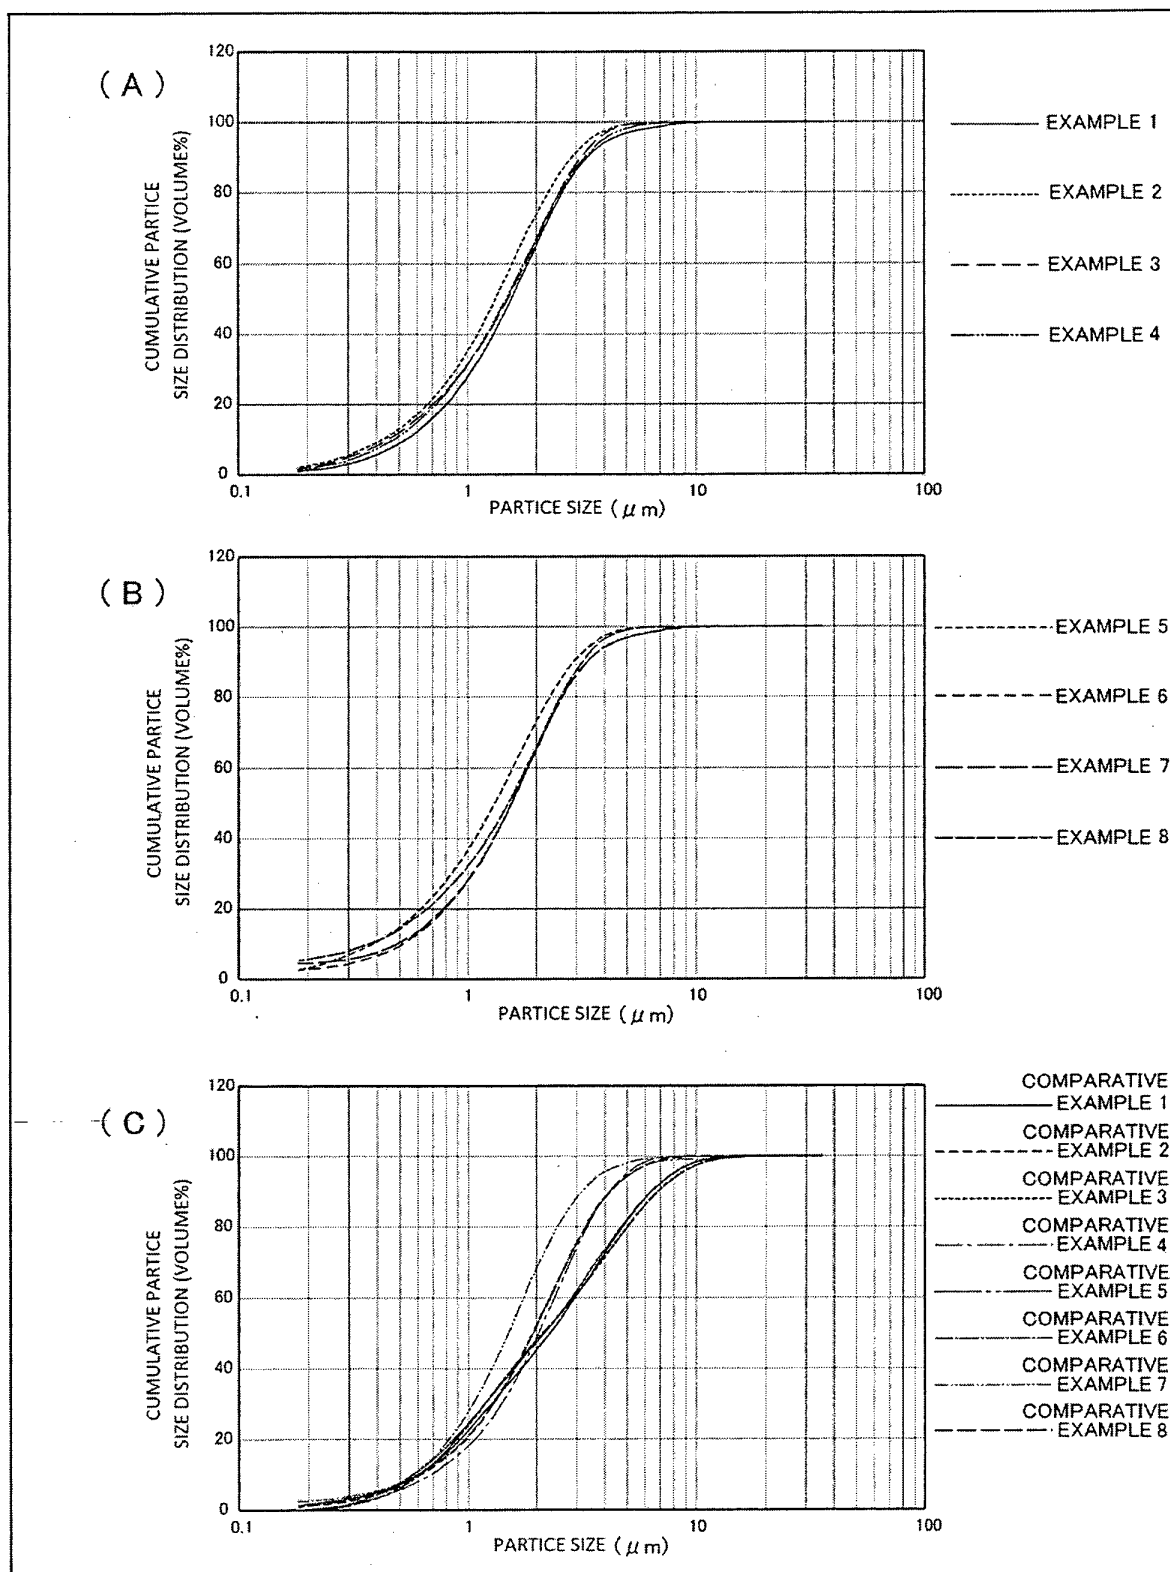 (A)
120
100
80
60
40
20
0
CUMULATIVE PARTICE
SIZE DISTRIBUTION (VOLUME%)
0.1
1
10
100
PARTICE SIZE (μm)
EXAMPLE 1
EXAMPLE 2
EXAMPLE 3
EXAMPLE 4
(B)
120
100
80
60
40
20
0
CUMULATIVE PARTICE
SIZE DISTRIBUTION (VOLUME%)
0.1
1
10
100
PARTICE SIZE (μm)
EXAMPLE 5
EXAMPLE 6
EXAMPLE 7
EXAMPLE 8
(C)
120
100
80
60
40
20
0
CUMULATIVE PARTICE
SIZE DISTRIBUTION (VOLUME%)
0.1
1
10
100
PARTICE SIZE (μm)
COMPARATIVE
EXAMPLE 1
COMPARATIVE
EXAMPLE 2
COMPARATIVE
EXAMPLE 3
COMPARATIVE
EXAMPLE 4
COMPARATIVE
EXAMPLE 5
COMPARATIVE
EXAMPLE 6
COMPARATIVE
EXAMPLE 7
COMPARATIVE
EXAMPLE 8